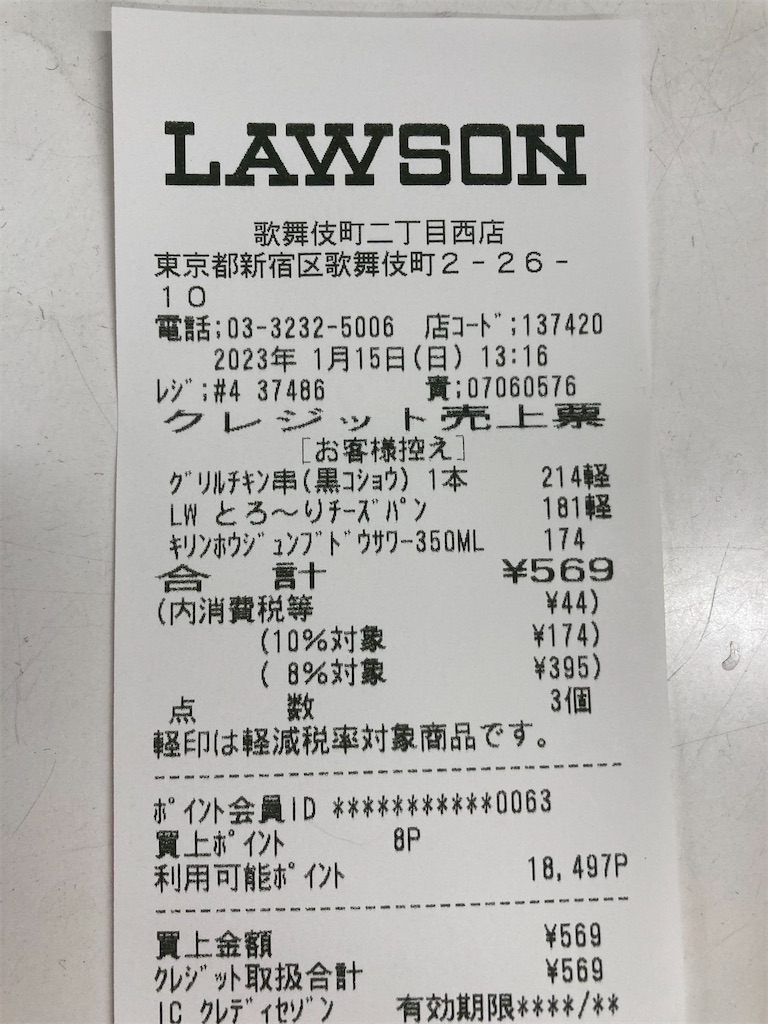 LAWSON
歌舞伎町二丁目西店
東京都新宿区歌舞伎町2-26-
10
電話;03-3232-5006 店ｺｰﾄﾞ;137420
2023年 1月15日(日) 13:16
ﾚｼﾞ;#4 37486 責;07060576
クレジット売上票
[お客様控え]
ｸﾞﾘﾙﾁｷﾝ串(黒ｺｼｮｳ) 1本 214軽
LW とろ～りﾁｰｽﾞﾊﾟﾝ 181軽
ｷﾘﾝﾎｳｼﾞｭﾝﾌﾞﾄﾞｳｻﾜｰ350ML 174
合 計 ¥569
(内消費税等 ¥44)
(10%対象 ¥174)
( 8%対象 ¥395)
点 数 3個
軽印は軽減税率対象商品です。
ﾎﾟｲﾝﾄ会員ID ***********0063
買上ﾎﾟｲﾝﾄ 8P
利用可能ﾎﾟｲﾝﾄ 18,497P
買上金額 ¥569
ｸﾚｼﾞｯﾄ取扱合計 ¥569
IC ｸﾚﾃﾞｨｾｿﾞﾝ 有効期限****/**